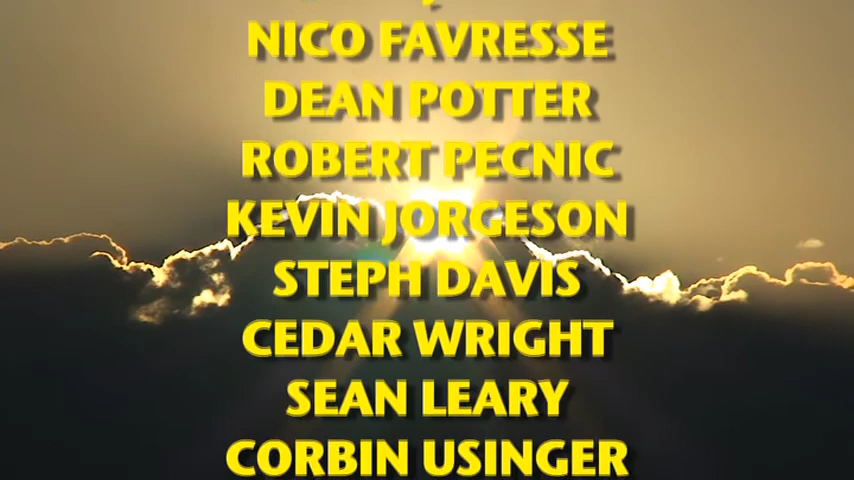 NICO FAVRESSE
DEAN POTTER
ROBERT PECNIC
KEVIN JORGESON
STEPH DAVIS
CEDAR WRIGHT
SEAN LEARY
CORBIN USINGER